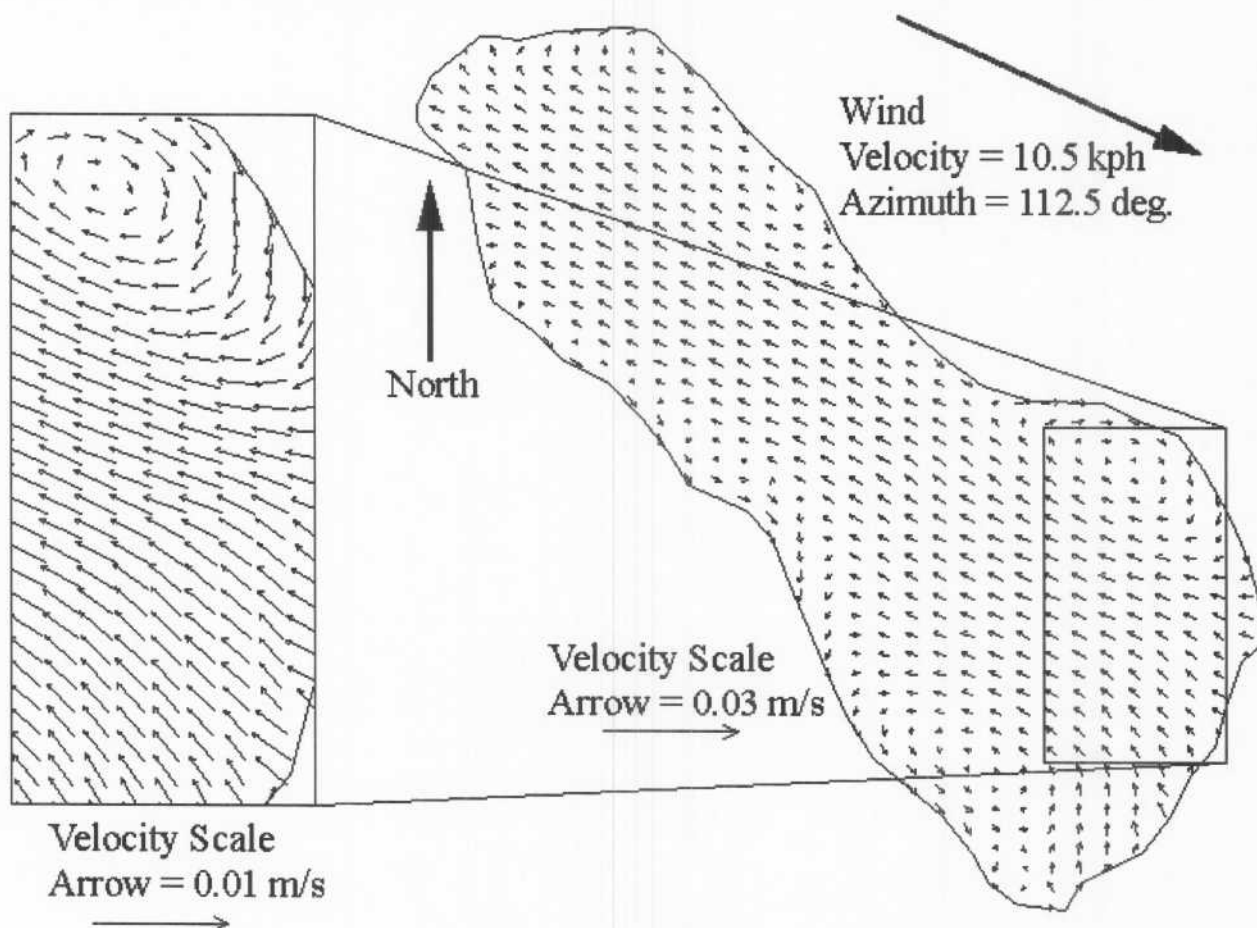 Wind
Velocity = 10.5 kph
Azimuth = 112.5 deg.
North
Velocity Scale
Arrow = 0.03 m/s
Velocity Scale
Arrow = 0.01 m/s